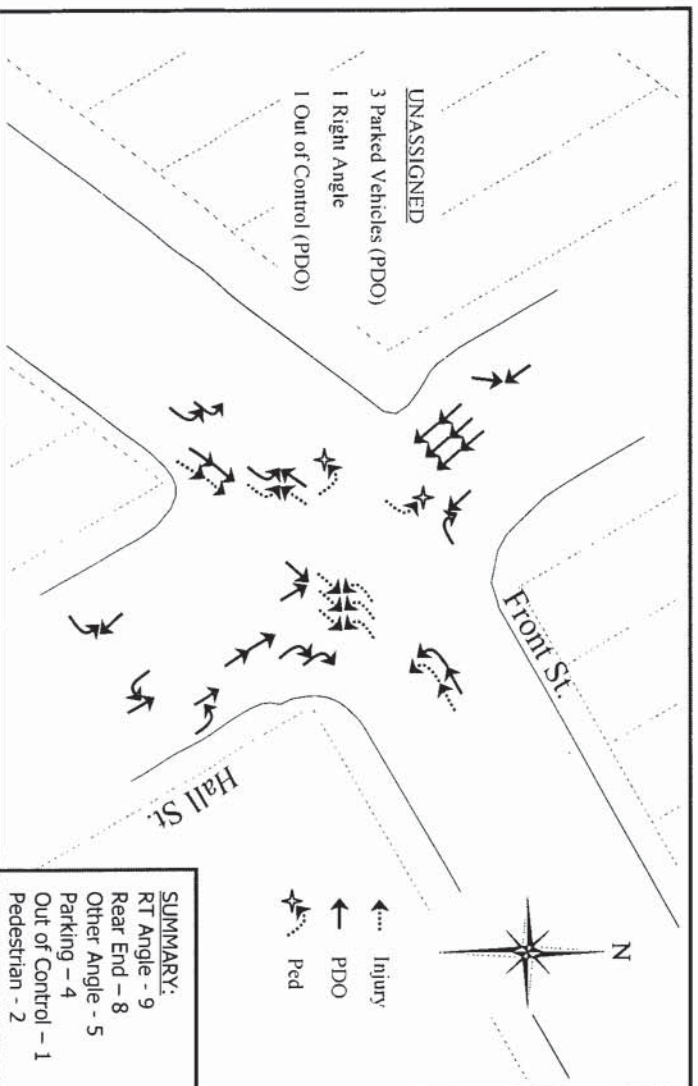 UNASSIGNED
3 Parked Vehicles (PDO)
1 Right Angle
1 Out of Control (PDO)
Front St.
Hall St.
N
Injury
PDO
Ped
SUMMARY:
RT Angle - 9
Rear End – 8
Other Angle - 5
Parking – 4
Out of Control – 1
Pedestrian - 2